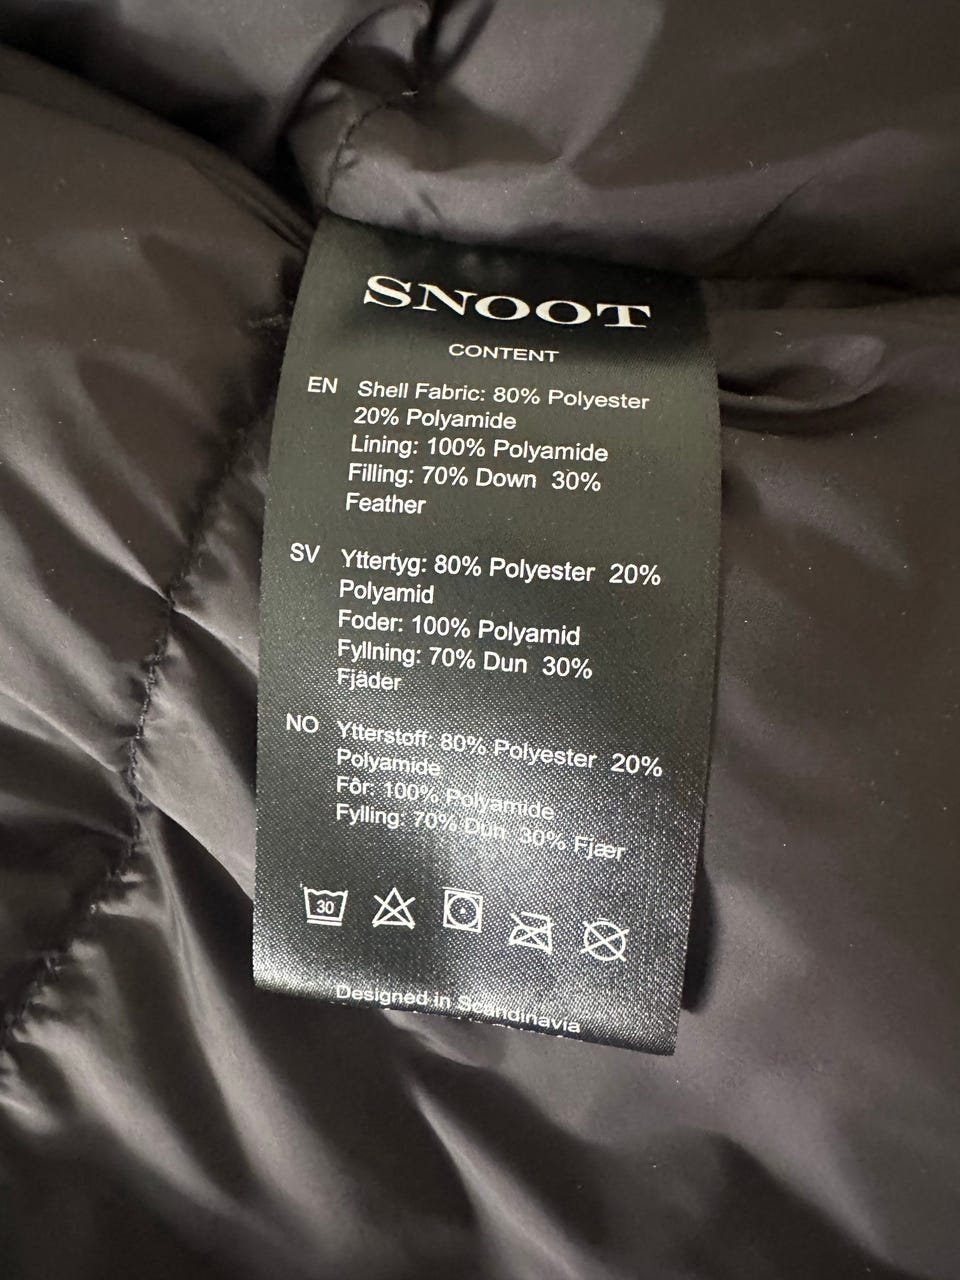 SNOOT
CONTENT
EN Shell Fabric: 80% Polyester
20% Polyamide
Lining: 100% Polyamide
Filling: 70% Down 30%
Feather
SV Yttertyg: 80% Polyester 20%
Polyamid
Foder: 100% Polyamid
Fyllning: 70% Dun 30%
Fjäder
NO Ytterstoff: 80% Polyester 20%
Polyamide
Fôr: 100% Polyamide
Fylling: 70% Dun 30% Fjær
30
Designed in Scandinavia